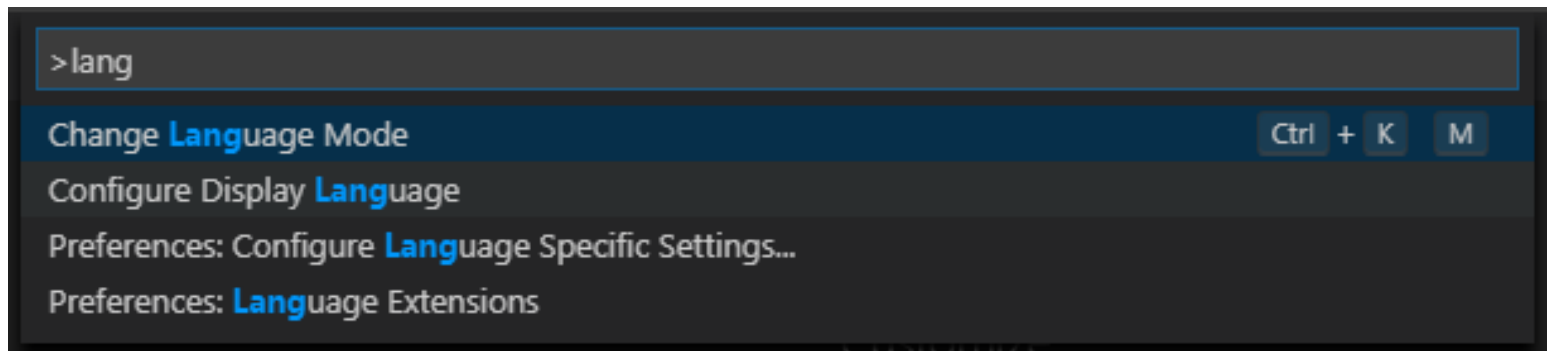 >lang
Change Language Mode Ctrl + K M
Configure Display Language
Preferences: Configure Language Specific Settings...
Preferences: Language Extensions